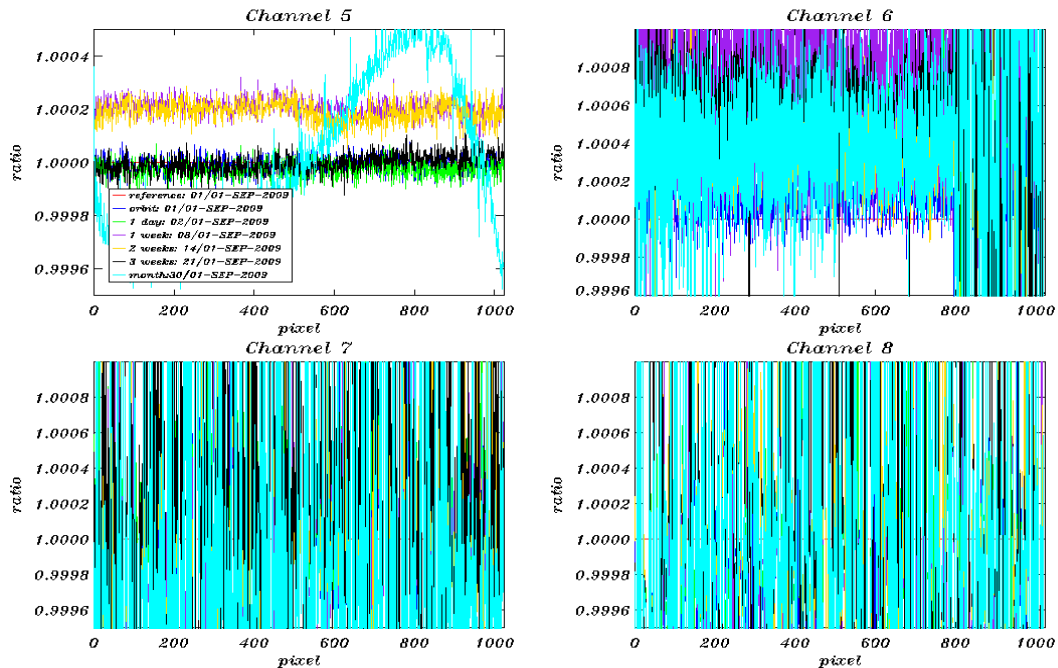 Channel 5
ratio
1.0004
1.0002
1.0000
0.9998
0.9996
reference: 01/01-SEP-2009
orbit: 01/01-SEP-2009
1 day: 02/01-SEP-2009
1 week: 08/01-SEP-2009
2 weeks: 14/01-SEP-2009
3 weeks: 21/01-SEP-2009
month:30/01-SEP-2009
0 200 400 600 800 1000
pixel
Channel 6
ratio
1.0008
1.0006
1.0004
1.0002
1.0000
0.9998
0.9996
0 200 400 600 800 1000
pixel
Channel 7
ratio
1.0008
1.0006
1.0004
1.0002
1.0000
0.9998
0.9996
0 200 400 600 800 1000
pixel
Channel 8
ratio
1.0008
1.0006
1.0004
1.0002
1.0000
0.9998
0.9996
0 200 400 600 800 1000
pixel